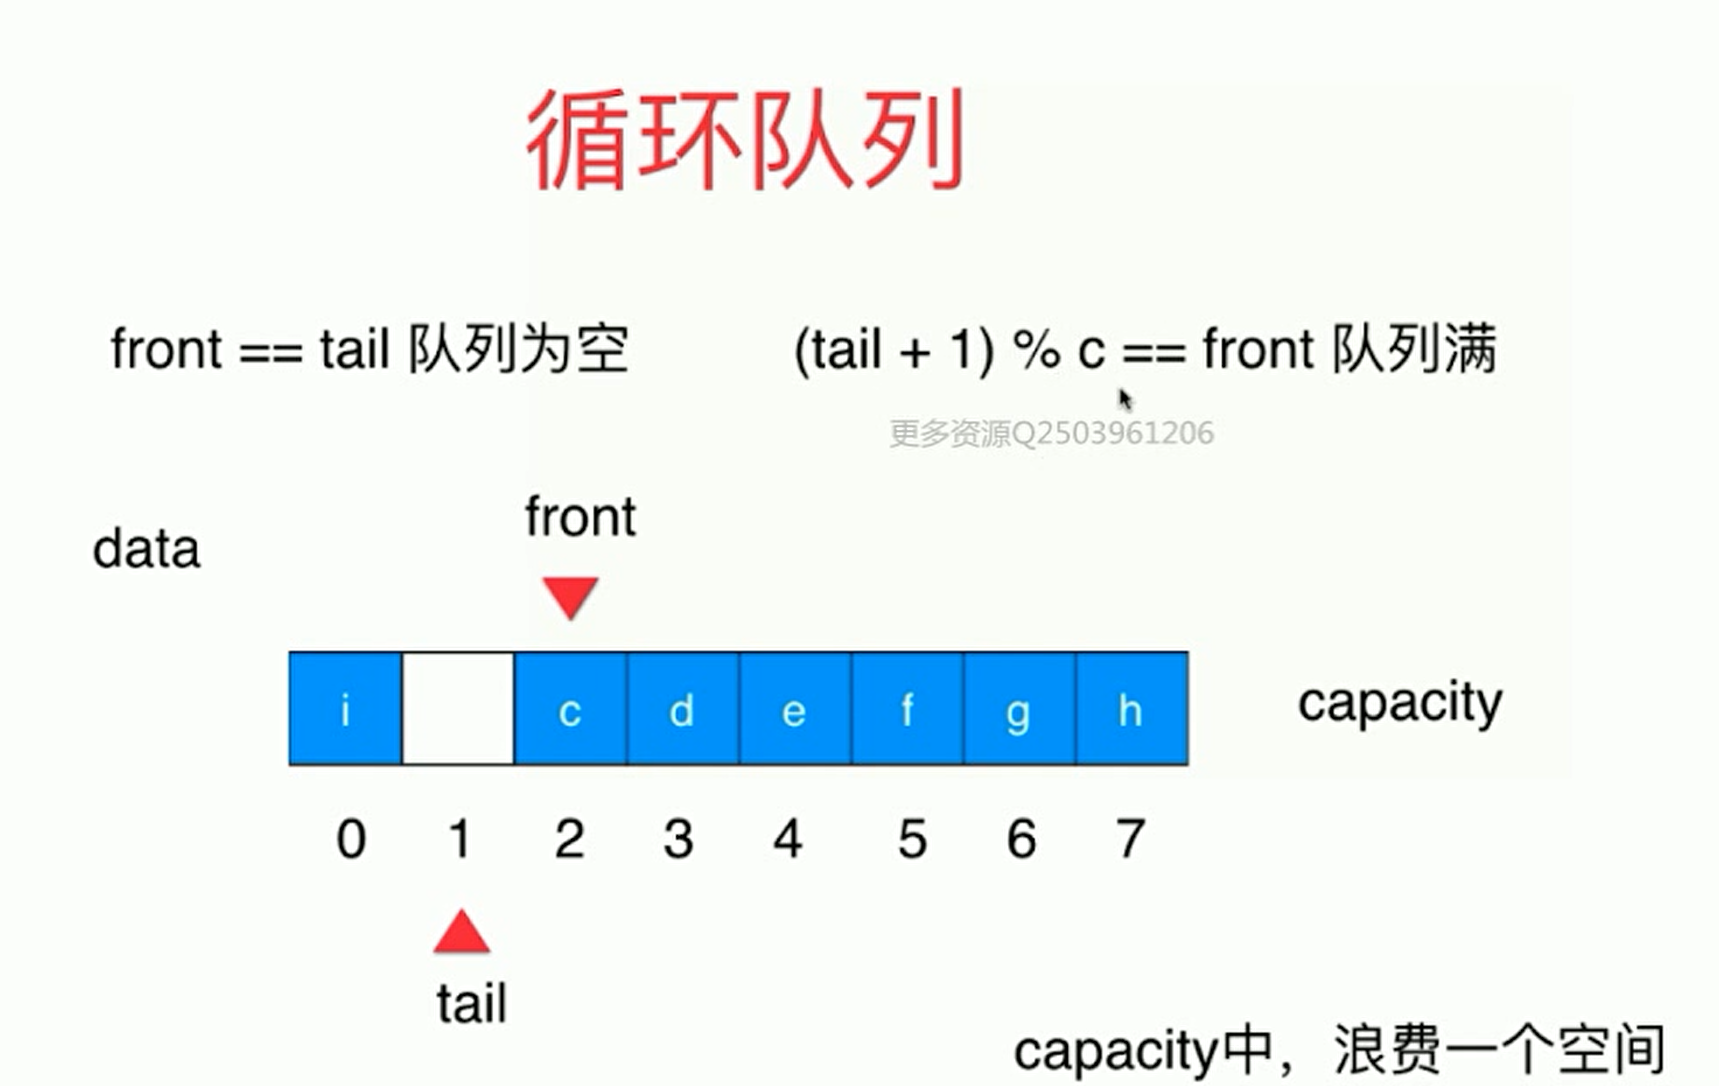 循环队列
front == tail 队列为空
(tail + 1) % c == front 队列满
更多资源Q2503961206
front
data
i c d e f g h
capacity
0 1 2 3 4 5 6 7
tail
capacity中，浪费一个空间